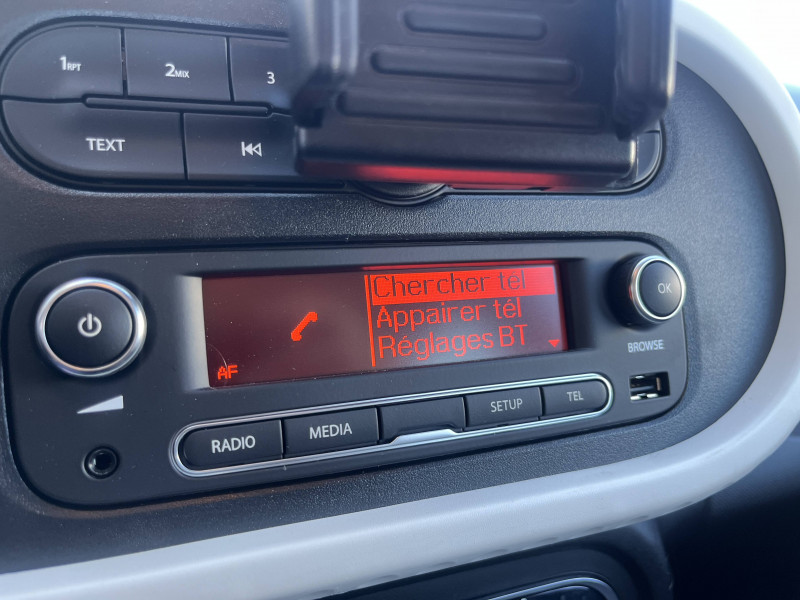 1RPT
2MIX
3
TEXT
Chercher tél
Appairer tél
Réglages BT
AF
OK
BROWSE
RADIO
MEDIA
SETUP
TEL